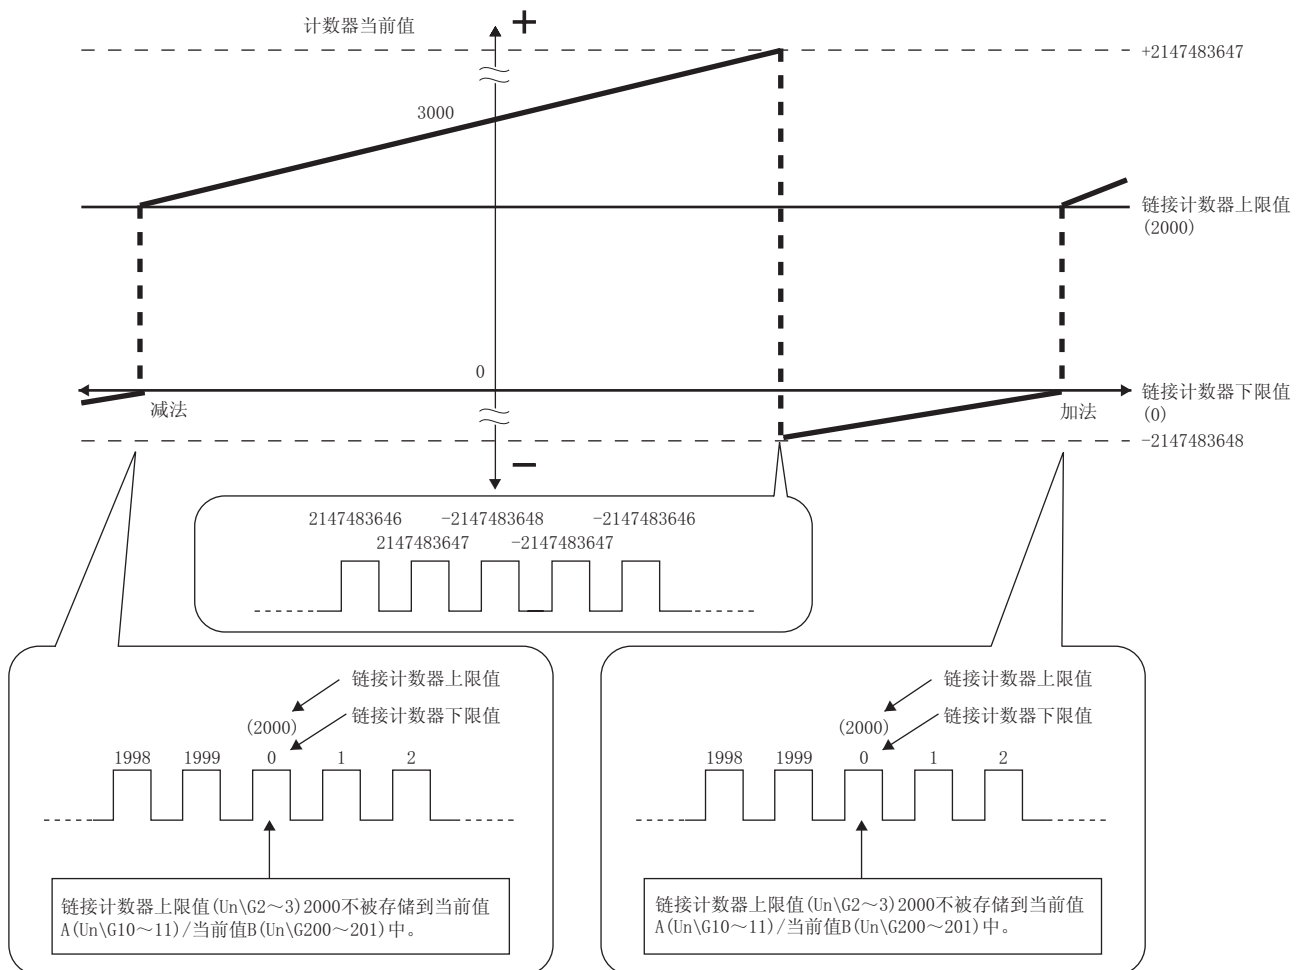 计数器当前值
+
+2147483647
3000
链接计数器上限值
(2000)
0
链接计数器下限值
(0)
减法
加法
-2147483648
-
2147483646 -2147483648 -2147483646
2147483647 -2147483647
链接计数器上限值
(2000)
链接计数器下限值
1998 1999 0 1 2
链接计数器上限值(Un\G2～3)2000不被存储到当前值
A(Un\G10～11)/当前值B(Un\G200～201)中。
链接计数器上限值
(2000)
链接计数器下限值
1998 1999 0 1 2
链接计数器上限值(Un\G2～3)2000不被存储到当前值
A(Un\G10～11)/当前值B(Un\G200～201)中。